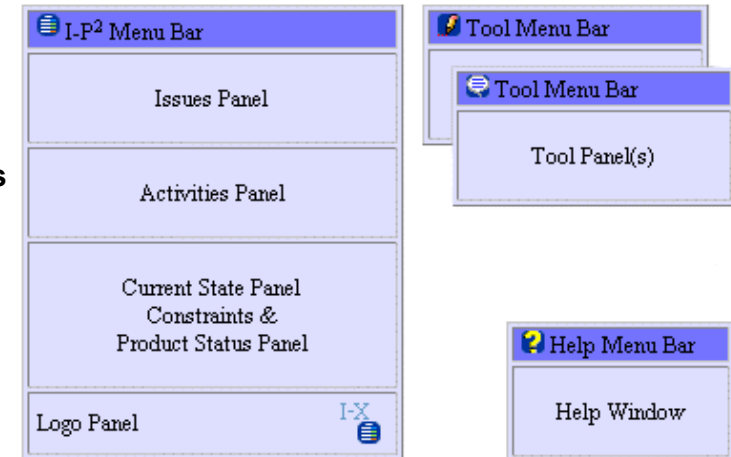 I-P² Menu Bar
Issues Panel
s
Activities Panel
Current State Panel
Constraints &
Product Status Panel
Logo Panel
I-X
Tool Menu Bar
Tool Menu Bar
Tool Panel(s)
Help Menu Bar
Help Window